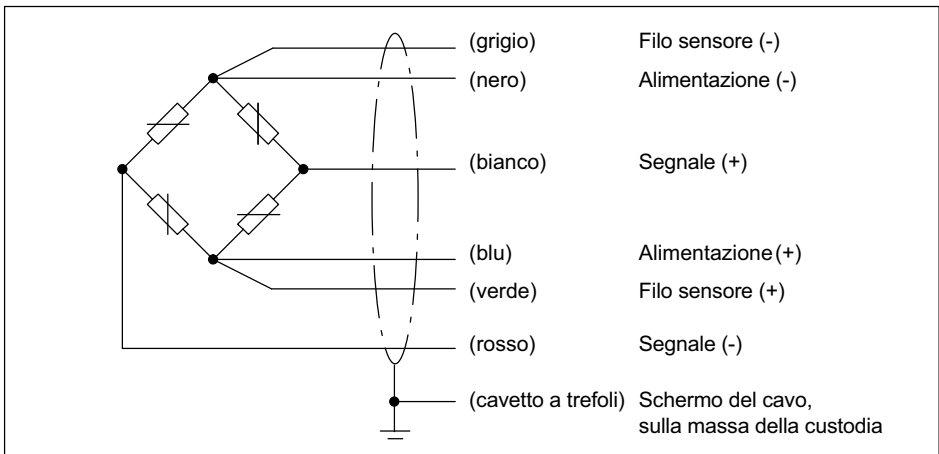 (grigio) Filo sensore (-)
(nero) Alimentazione (-)
(bianco) Segnale (+)
(blu) Alimentazione (+)
(verde) Filo sensore (+)
(rosso) Segnale (-)
(cavetto a trefoli) Schermo del cavo,
sulla massa della custodia